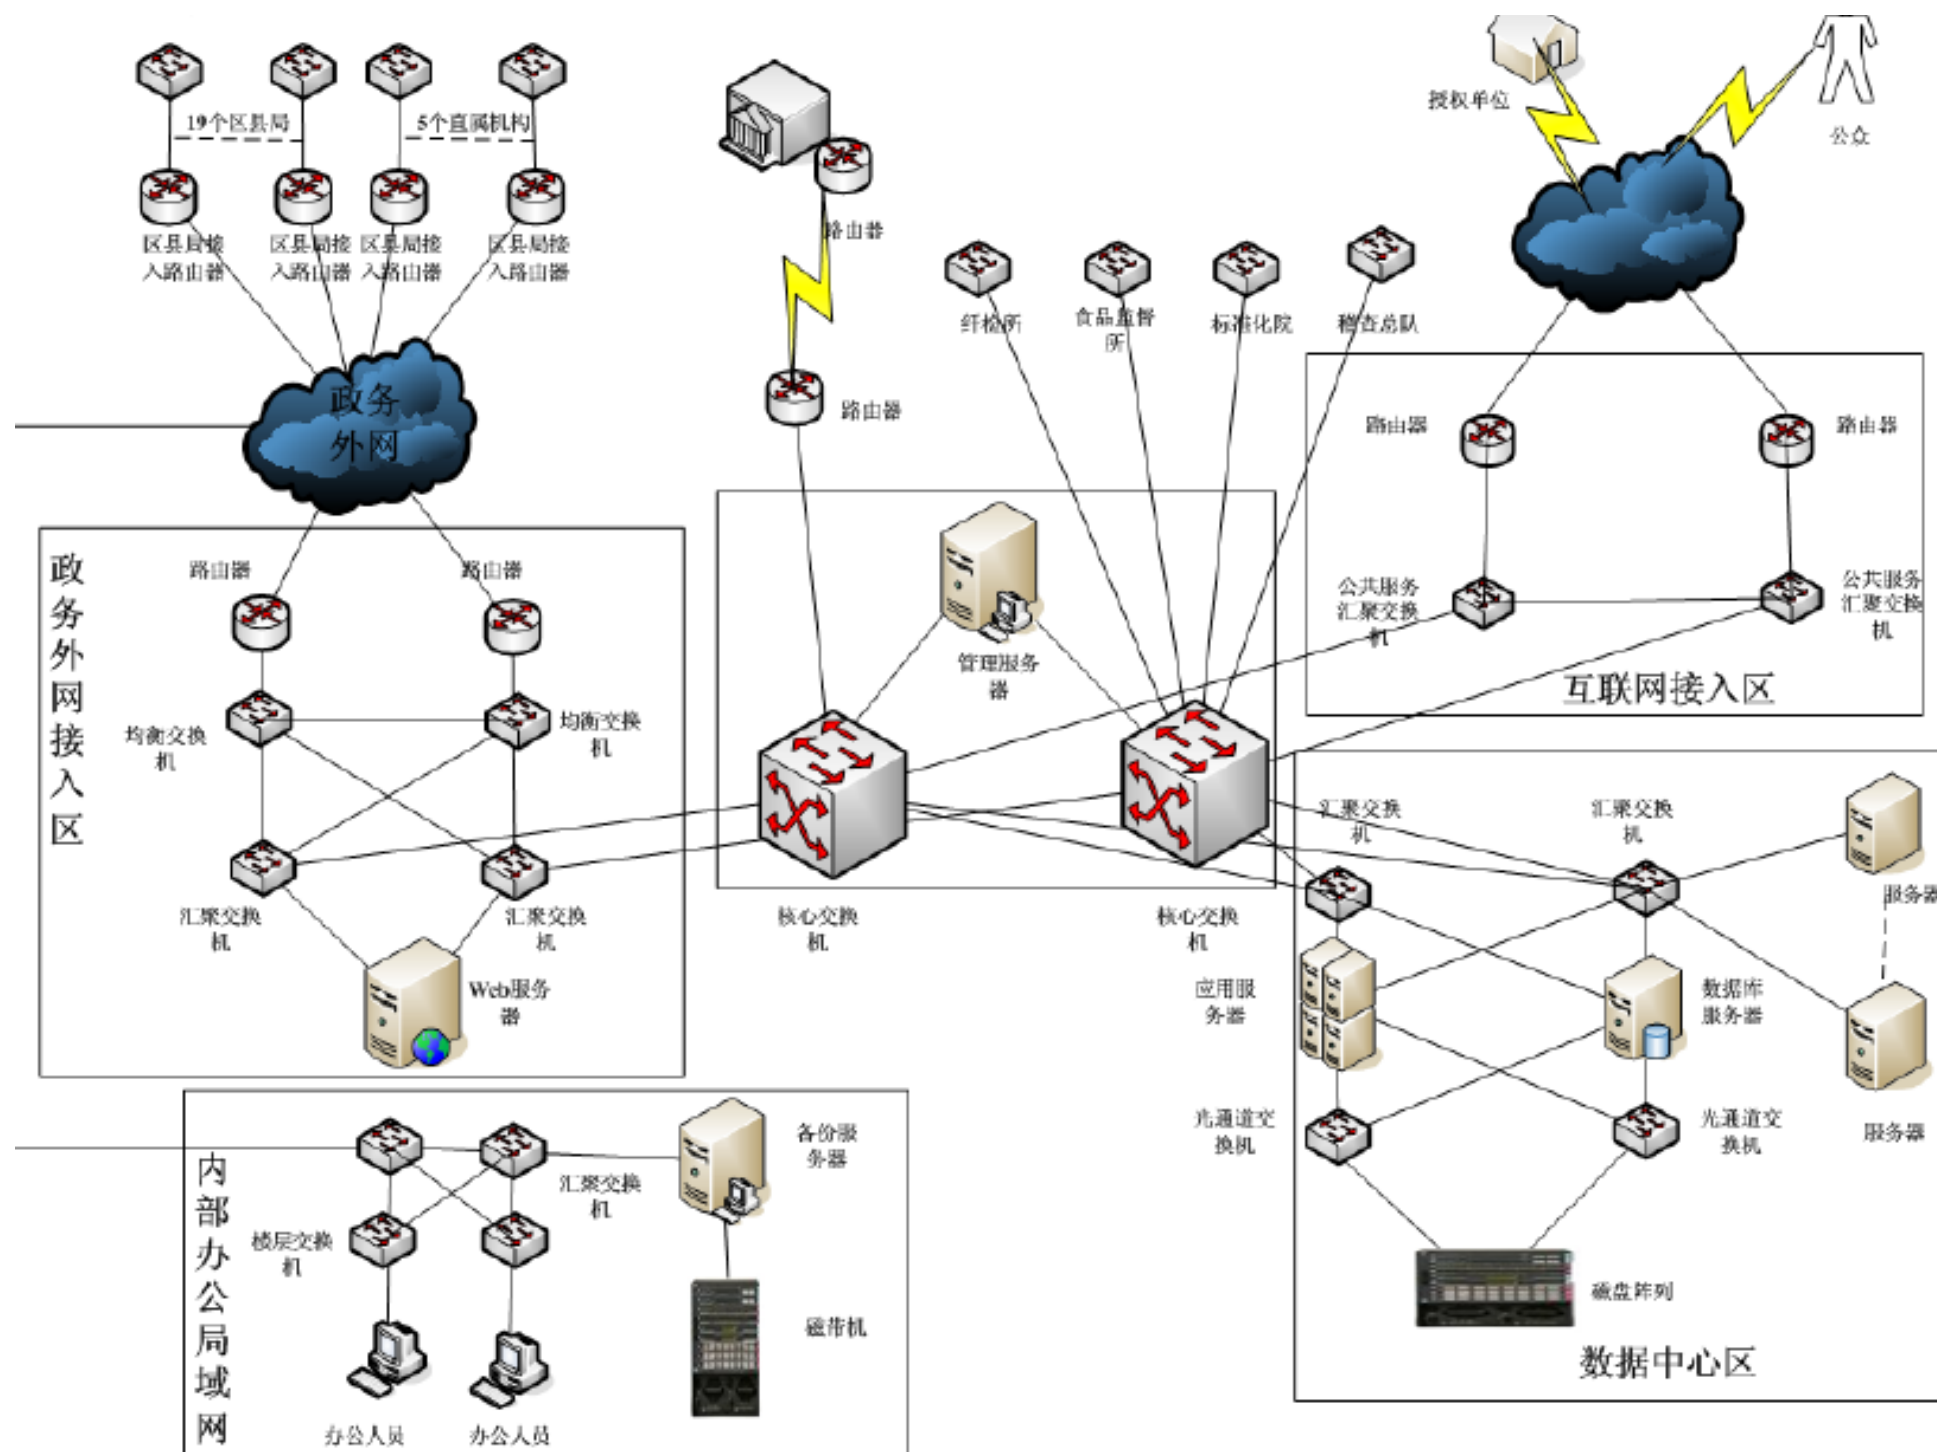 19个区县局
5个直属机构
区县局接
入路由器
区县局接
入路由器
区县局接
入路由器
区县局接
入路由器
路由器
授权单位
公众
纤检所
食品监督
所
标准化院
稽查总队
政务
外网
路由器
路由器
路由器
政务外网接入区
路由器
路由器
均衡交换
机
均衡交换
机
汇聚交换
机
汇聚交换
机
Web服务
器
管理服务
器
核心交换
机
核心交换
机
公共服务
汇聚交换
机
公共服务
汇聚交换
机
互联网接入区
汇聚交换
机
汇聚交换
机
服务器
应用服
务器
数据库
服务器
光通道交
换机
光通道交
换机
服务器
磁盘阵列
数据中心区
内部办公局域网
备份服
务器
汇聚交换
机
楼层交换
机
磁带机
办公人员
办公人员